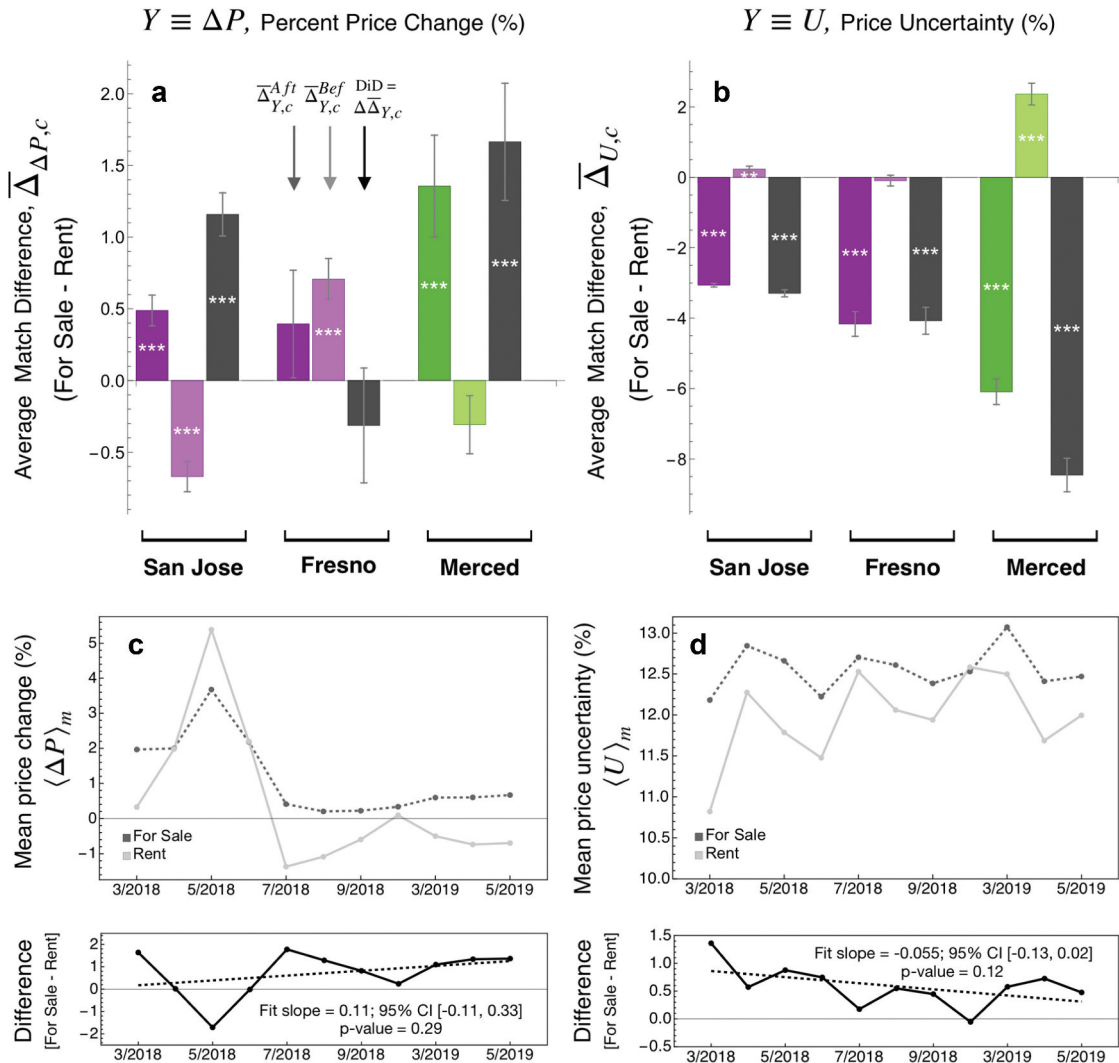 Y ≡ ΔP, Percent Price Change (%)
Y ≡ U, Price Uncertainty (%)
a
Δ̅^{Aft}_{Y,c} Δ̅^{Bef}_{Y,c} DiD = ΔΔ̅_{Y,c}
Average Match Difference, Δ̅_{ΔP,c}
(For Sale - Rent)
2.0
1.5
1.0
0.5
0.0
−0.5
*** *** ***
***
*** ***
San Jose Fresno Merced
b
Average Match Difference, Δ̅_{U,c}
(For Sale - Rent)
2
0
−2
−4
−6
−8
*** ** ***
*** ***
*** *** ***
San Jose Fresno Merced
c
Mean price change (%)
⟨ΔP⟩_m
5
4
3
2
1
0
−1
For Sale
Rent
3/2018 5/2018 7/2018 9/2018 3/2019 5/2019
d
Mean price uncertainty (%)
⟨U⟩_m
13.0
12.5
12.0
11.5
11.0
10.5
10.0
For Sale
Rent
3/2018 5/2018 7/2018 9/2018 3/2019 5/2019
Difference
[For Sale - Rent]
2
1
0
−1
−2
Fit slope = 0.11; 95% CI [-0.11, 0.33]
p-value = 0.29
3/2018 5/2018 7/2018 9/2018 3/2019 5/2019
Difference
[For Sale - Rent]
1.5
1.0
0.5
0.0
−0.5
Fit slope = -0.055; 95% CI [-0.13, 0.02]
p-value = 0.12
3/2018 5/2018 7/2018 9/2018 3/2019 5/2019